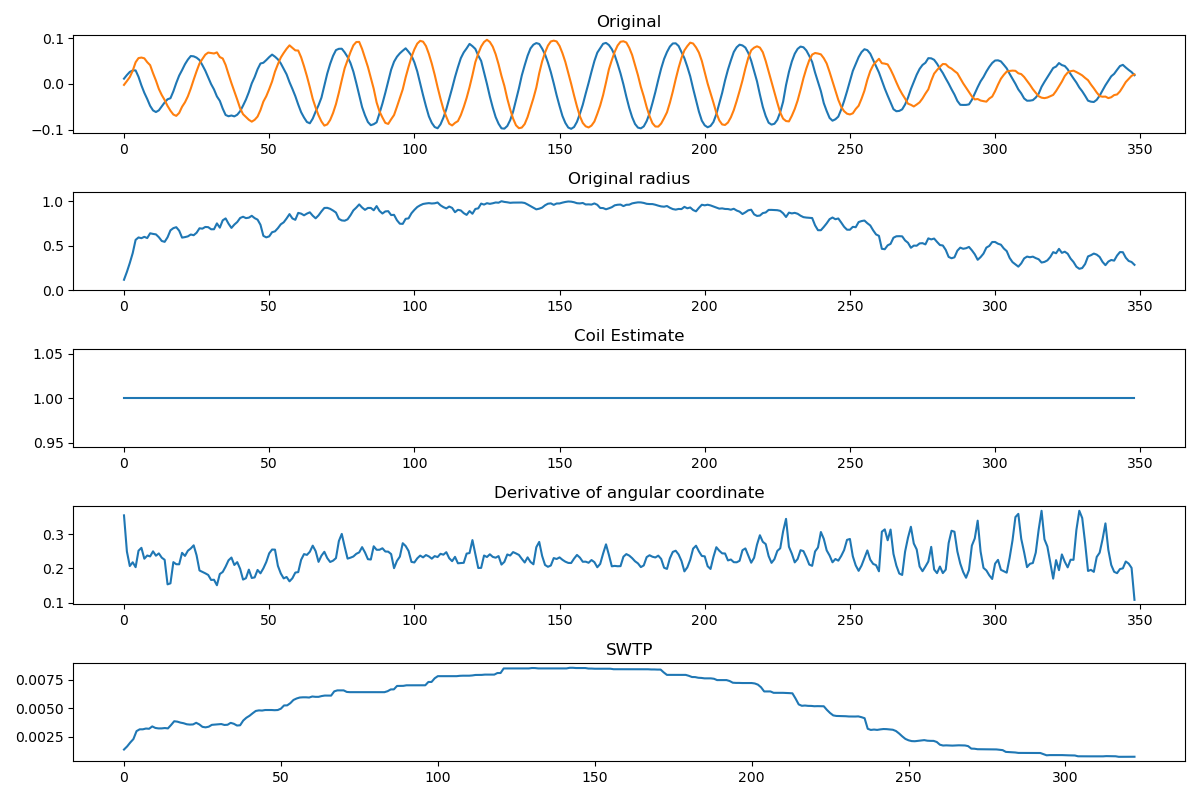 Original
0.1
0.0
−0.1
0 50 100 150 200 250 300 350
Original radius
1.0
0.5
0.0
0 50 100 150 200 250 300 350
Coil Estimate
1.05
1.00
0.95
0 50 100 150 200 250 300 350
Derivative of angular coordinate
0.3
0.2
0.1
0 50 100 150 200 250 300 350
SWTP
0.0075
0.0050
0.0025
0 50 100 150 200 250 300